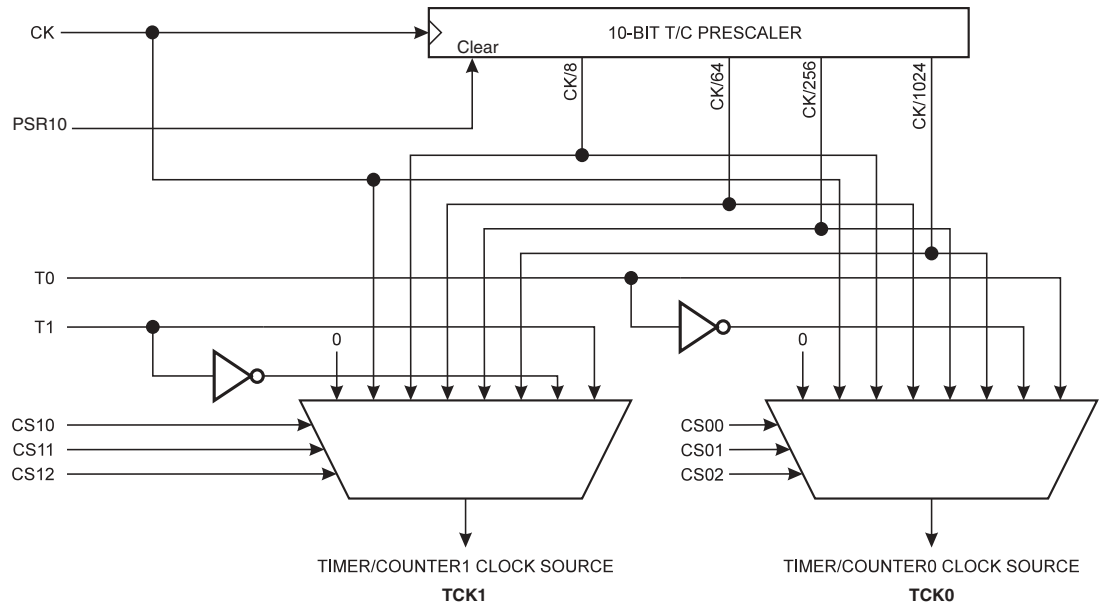 CK
10-BIT T/C PRESCALER
Clear
CK/8
CK/64
CK/256
CK/1024
PSR10
T0
T1
0
0
CS10
CS11
CS12
CS00
CS01
CS02
TIMER/COUNTER1 CLOCK SOURCE
TCK1
TIMER/COUNTER0 CLOCK SOURCE
TCK0